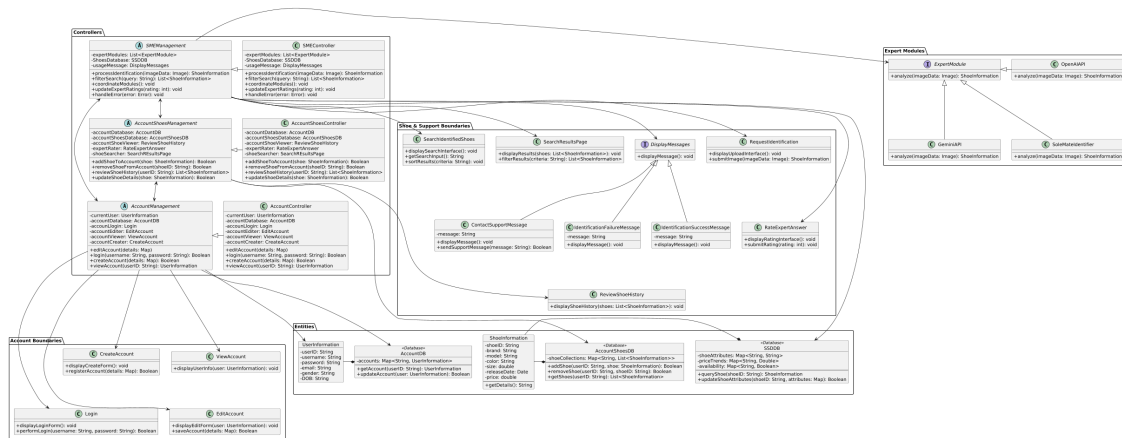 Controllers
SMEManagement
-expertModules: List<ExpertModule>
-ShoesDatabase: SSDDB
-usageMessage: DisplayMessages
+processIdentification(imageData: Image): ShoeInformation
+filterSearch(query: String): List<ShoeInformation>
+coordinateModules(): void
+updateExpertRating(rating: int): void
+handleError(error: Error): void
SMEController
-expertModules: List<ExpertModule>
-ShoesDatabase: SSDDB
-usageMessage: DisplayMessages
+processIdentification(imageData: Image): ShoeInformation
+filterSearch(query: String): List<ShoeInformation>
+coordinateModules(): void
+updateExpertRating(rating: int): void
+handleError(error: Error): void
AccountShoesManagement
-accountDatabase: AccountDB
-accountShoesDatabase: AccountShoesDB
-accountShoeViewer: ReviewHistory
-expertRater: RateExpertAnswer
-shoeSearcher: SearchResultsPage
+addShoeToAccount(shoe: ShoeInformation): Boolean
+removeShoeFromAccount(shoeID: String): Boolean
+reviewShoeHistory(userID: String): List<ShoeInformation>
+updateShoeDetails(shoe: ShoeInformation): Boolean
AccountShoesController
-accountDatabase: AccountDB
-accountShoesDatabase: AccountShoesDB
-accountShoeViewer: ReviewHistory
-expertRater: RateExpertAnswer
-shoeSearcher: SearchResultsPage
+addShoeToAccount(shoe: ShoeInformation): Boolean
+removeShoeFromAccount(shoeID: String): Boolean
+reviewShoeHistory(userID: String): List<ShoeInformation>
+updateShoeDetails(shoe: ShoeInformation): Boolean
AccountManagement
-currentUser: UserInformation
-accountDatabase: AccountDB
-accountLogin: Login
-accountEditer: EditAccount
-accountViewer: ViewAccount
-accountCreater: CreateAccount
+editAccount(details: Map)
+login(username: String, password: String): Boolean
+createAccount(details: Map): Boolean
+viewAccount(userID: String): UserInformation
AccountController
-currentUser: UserInformation
-accountDatabase: AccountDB
-accountLogin: Login
-accountEditer: EditAccount
-accountViewer: ViewAccount
-accountCreater: CreateAccount
+editAccount(details: Map)
+login(username: String, password: String): Boolean
+createAccount(details: Map): Boolean
+viewAccount(userID: String): UserInformation
Expert Modules
ExpertModule
+analyze(imageData: Image): ShoeInformation
OpenAIAPI
+analyze(imageData: Image): ShoeInformation
GeminiAPI
+analyze(imageData: Image): ShoeInformation
SoleMateIdentifier
+analyze(imageData: Image): ShoeInformation
Shoe & Support Boundaries
SearchIdentifiedShoes
+displaySearchInterface(): void
+getSearchInput(): String
+sortResults(criteria: String): void
SearchResultsPage
+displayResults(shoes: List<ShoeInformation>): void
+filterResults(criteria: String): List<ShoeInformation>
DisplayMessages
+displayMessage(): void
RequestIdentification
+displayUploadInterface(): void
+submitImage(imageData: Image): ShoeInformation
ContactSupportMessage
-message: String
+displayMessage(): void
+sendSupportMessage(message: String): Boolean
IdentificationFailureMessage
-message: String
+displayMessage(): void
IdentificationSuccessMessage
-message: String
+displayMessage(): void
RateExpertAnswer
+displayRatingInterface(): void
+submitRating(rating: int): void
ReviewShoeHistory
+displayShoeHistory(shoes: List<ShoeInformation>): void
Account Boundaries
CreateAccount
+displayCreateForm(): void
+registerAccount(details: Map): Boolean
ViewAccount
+displayUserInfo(user: UserInformation): void
Login
+displayLoginForm(): void
+performLogin(username: String, password: String): Boolean
EditAccount
+displayEditForm(user: UserInformation): void
+saveAccount(details: Map): Boolean
Entities
UserInformation
-userID: String
-username: String
-password: String
-email: String
-gender: String
-DOB: String
«Database»
AccountDB
-accounts: Map<String, UserInformation>
+getAccount(userID: String): UserInformation
+updateAccount(user: UserInformation): Boolean
ShoeInformation
-shoeID: String
-brand: String
-model: String
-color: String
-size: double
-releaseDate: Date
-price: double
+getDetails(): String
«Database»
AccountShoesDB
-shoeCollections: Map<String, List<ShoeInformation>>
+addShoe(userID: String, shoe: ShoeInformation): Boolean
+removeShoe(userID: String, shoeID: String): Boolean
+getShoes(userID: String): List<ShoeInformation>
«Database»
SSDDB
-shoeAttributes: Map<String, String>
-priceTrends: Map<String, Double>
-availability: Map<String, Boolean>
+queryShoe(shoeID: String): ShoeInformation
+updateShoeAttributes(shoeID: String, attributes: Map): Boolean